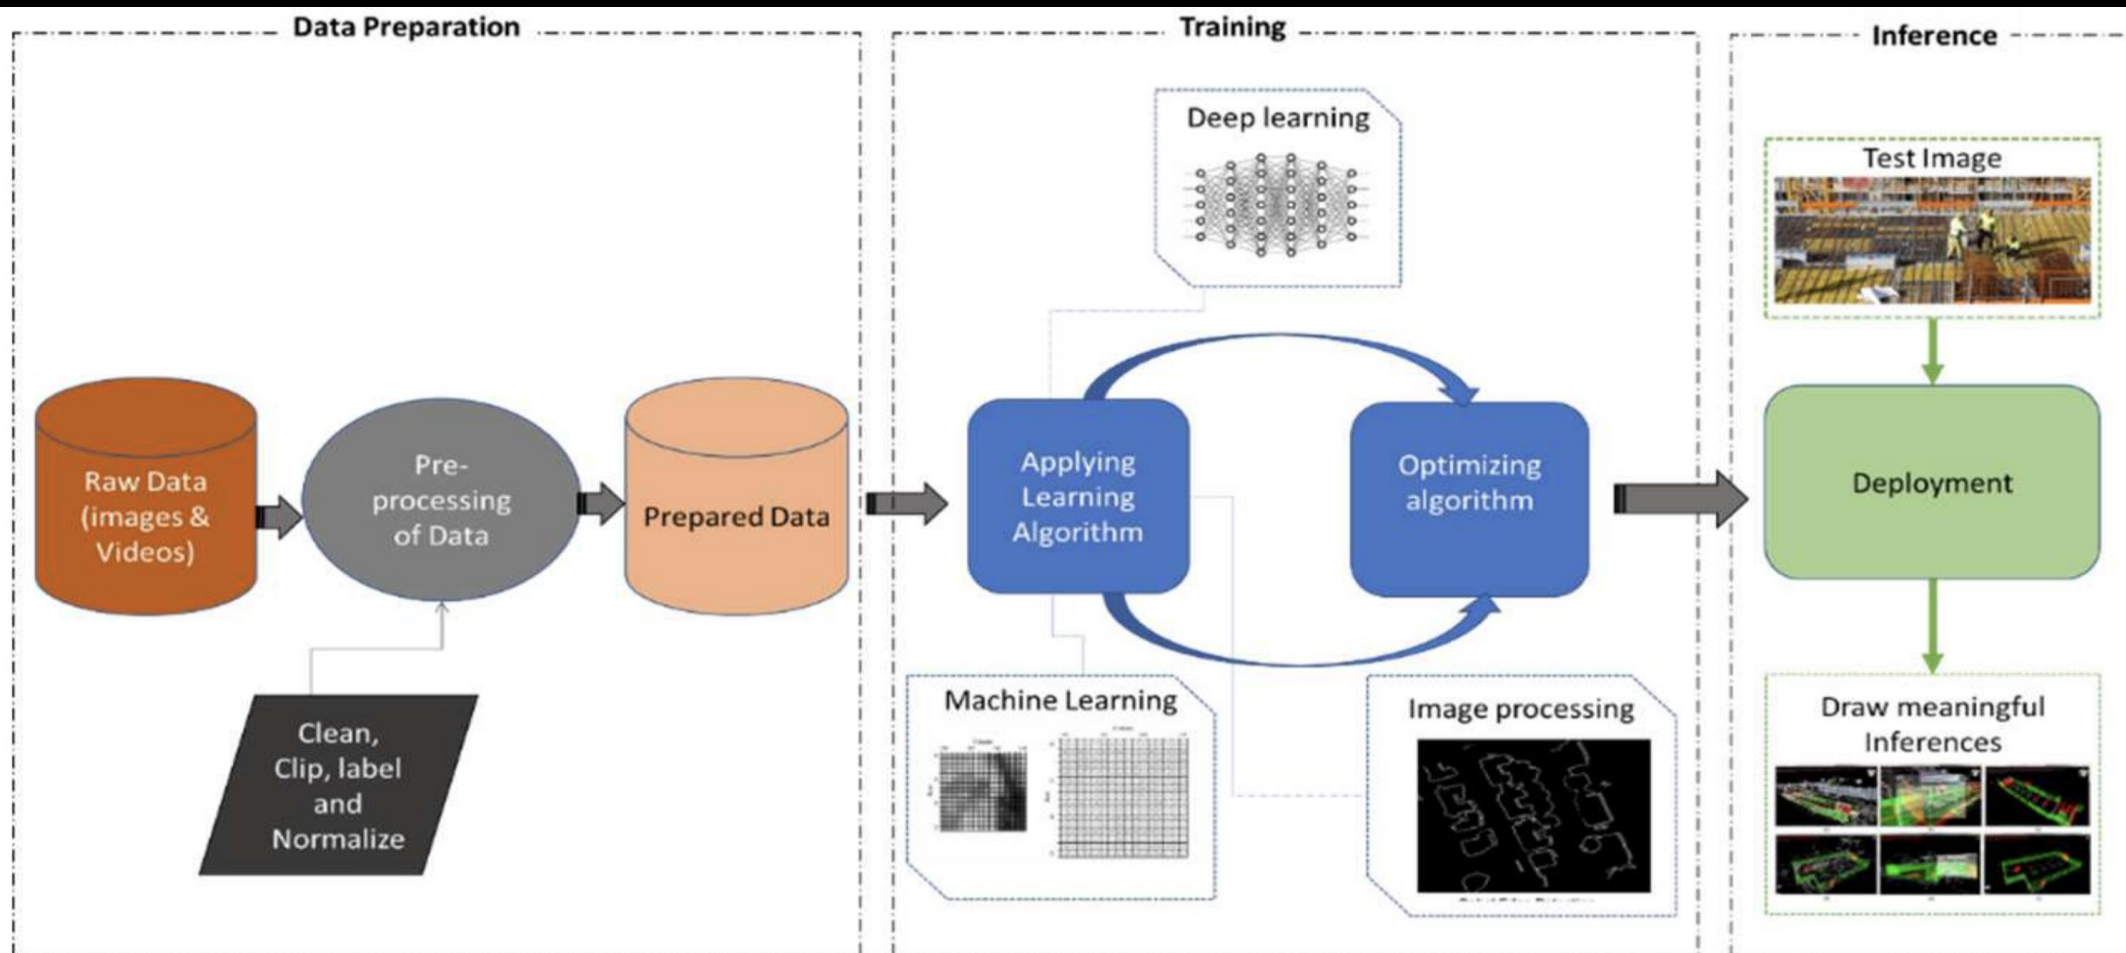 Data Preparation
Training
Inference
Deep learning
Test Image
Raw Data
(images &
Videos)
Pre-
processing
of Data
Prepared Data
Applying
Learning
Algorithm
Optimizing
algorithm
Deployment
Clean,
Clip, label
and
Normalize
Machine Learning
Image processing
Draw meaningful
Inferences